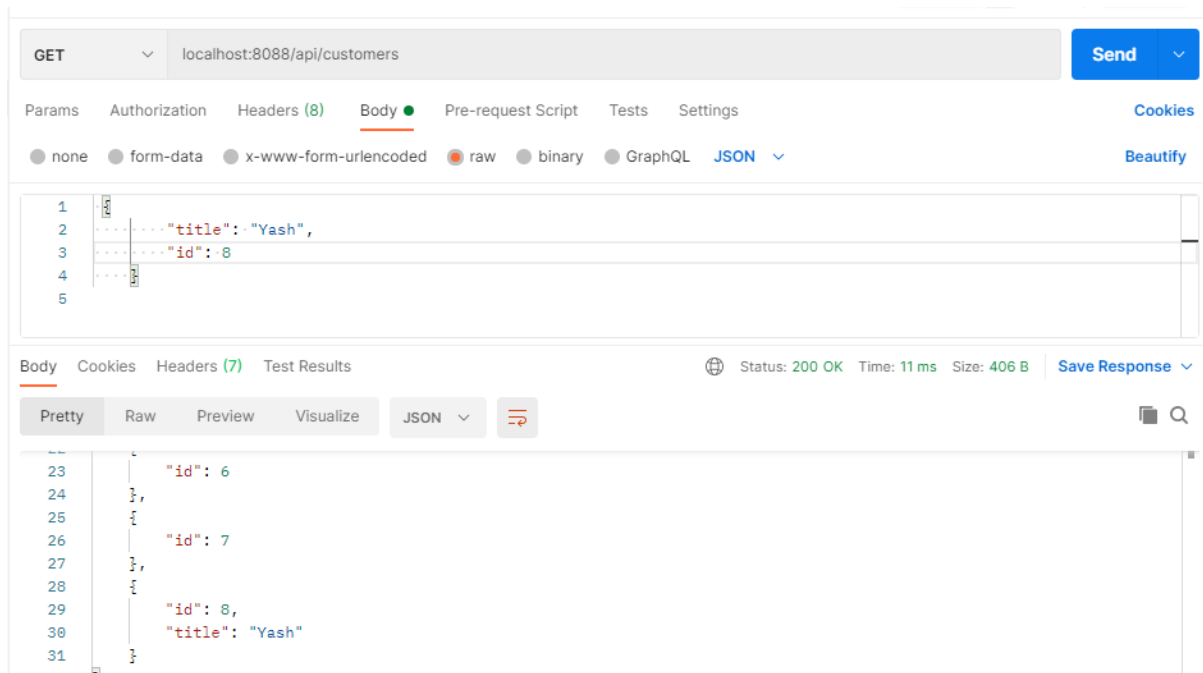 GET localhost:8088/api/customers Send
Params Authorization Headers (8) Body Pre-request Script Tests Settings Cookies
none form-data x-www-form-urlencoded raw binary GraphQL JSON Beautify
1 {
2 "title": "Yash",
3 "id": 8
4 }
5
Body Cookies Headers (7) Test Results Status: 200 OK Time: 11 ms Size: 406 B Save Response
Pretty Raw Preview Visualize JSON
23 "id": 6
24 },
25 {
26 "id": 7
27 },
28 {
29 "id": 8,
30 "title": "Yash"
31 }